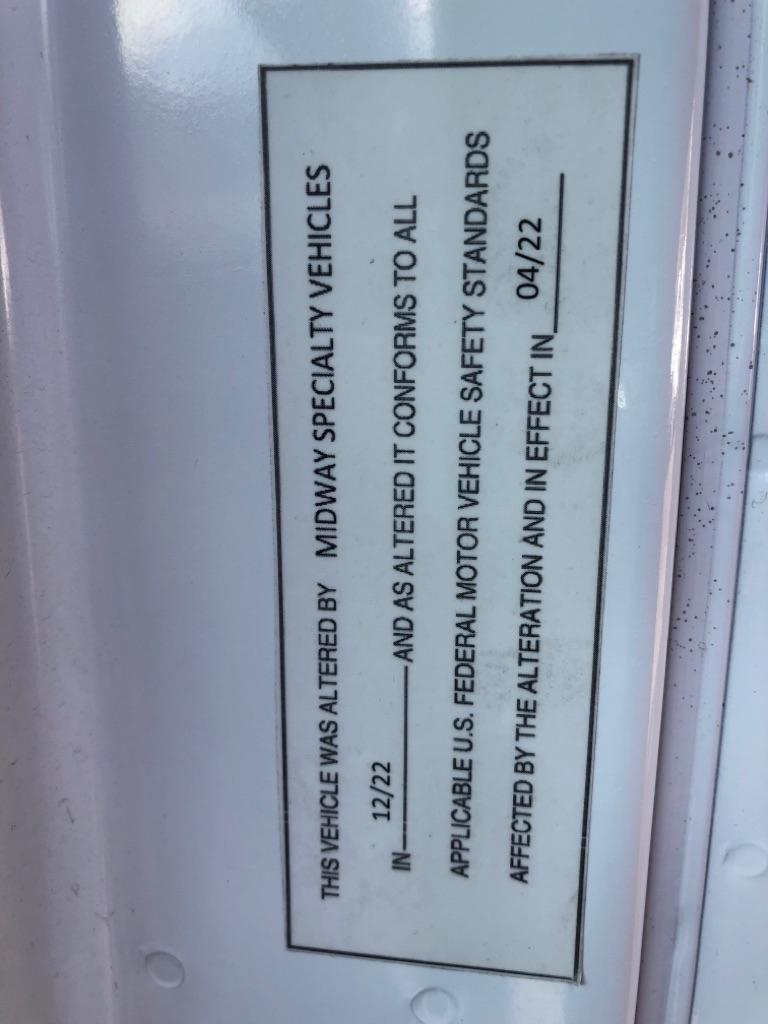 THIS VEHICLE WAS ALTERED BY MIDWAY SPECIALTY VEHICLES
IN 12/22 AND AS ALTERED IT CONFORMS TO ALL
APPLICABLE U.S. FEDERAL MOTOR VEHICLE SAFETY STANDARDS
AFFECTED BY THE ALTERATION AND IN EFFECT IN 04/22